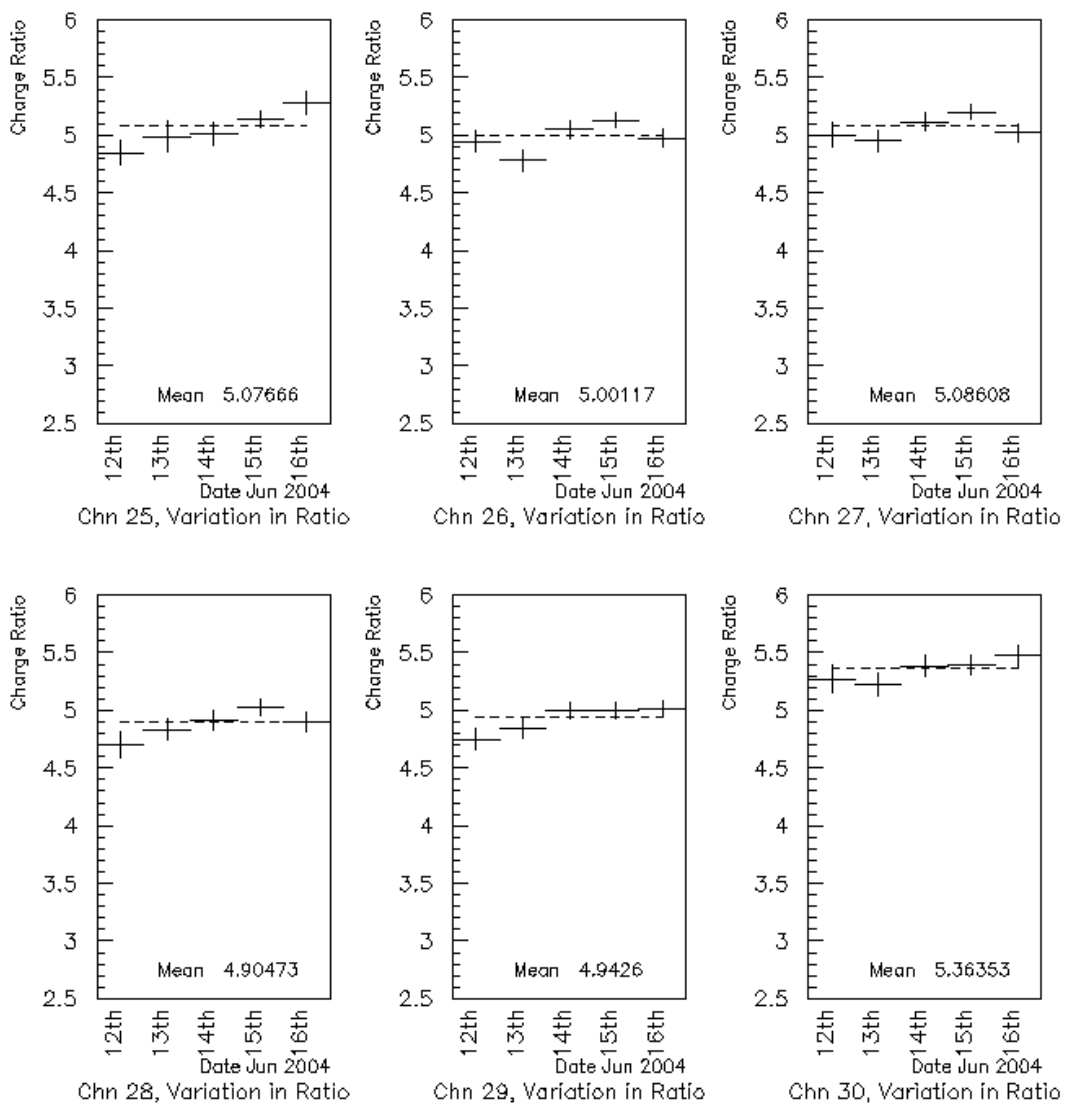 Charge Ratio
6
5.5
5
4.5
4
3.5
3
2.5
Mean 5.07666
12th 13th 14th 15th 16th
Date Jun 2004
Chn 25, Variation in Ratio
Charge Ratio
6
5.5
5
4.5
4
3.5
3
2.5
Mean 5.00117
12th 13th 14th 15th 16th
Date Jun 2004
Chn 26, Variation in Ratio
Charge Ratio
6
5.5
5
4.5
4
3.5
3
2.5
Mean 5.08608
12th 13th 14th 15th 16th
Date Jun 2004
Chn 27, Variation in Ratio
Charge Ratio
6
5.5
5
4.5
4
3.5
3
2.5
Mean 4.90473
12th 13th 14th 15th 16th
Date Jun 2004
Chn 28, Variation in Ratio
Charge Ratio
6
5.5
5
4.5
4
3.5
3
2.5
Mean 4.9426
12th 13th 14th 15th 16th
Date Jun 2004
Chn 29, Variation in Ratio
Charge Ratio
6
5.5
5
4.5
4
3.5
3
2.5
Mean 5.36353
12th 13th 14th 15th 16th
Date Jun 2004
Chn 30, Variation in Ratio